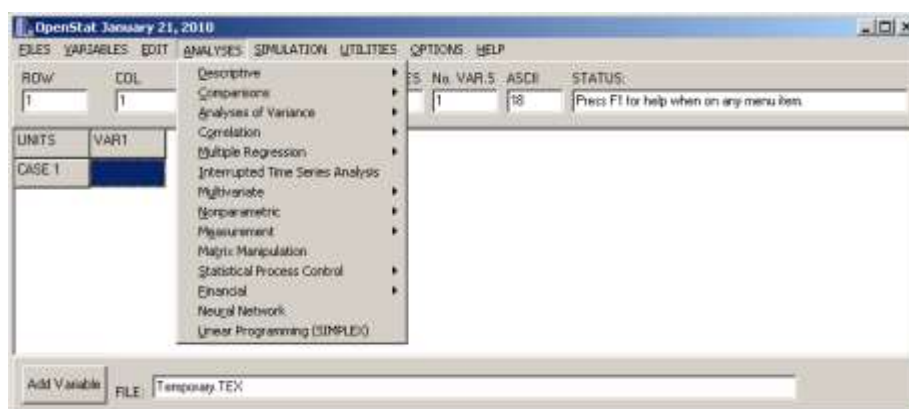 OpenStat January 21, 2010
FILES VARIABLES EDIT ANALYSES SIMULATION UTILITIES OPTIONS HELP
ROW COL. ES No. VAR.S ASCII STATUS:
1 1 1 18 Press F1 for help when on any menu item.
UNITS VAR1
CASE 1
Descriptive
Comparisons
Analyses of Variance
Correlation
Multiple Regression
Interrupted Time Series Analysis
Multivariate
Nonparametric
Measurement
Matrix Manipulation
Statistical Process Control
Financial
Neural Network
Linear Programming (SIMPLEX)
Add Variable FILE: Temporary.TEX